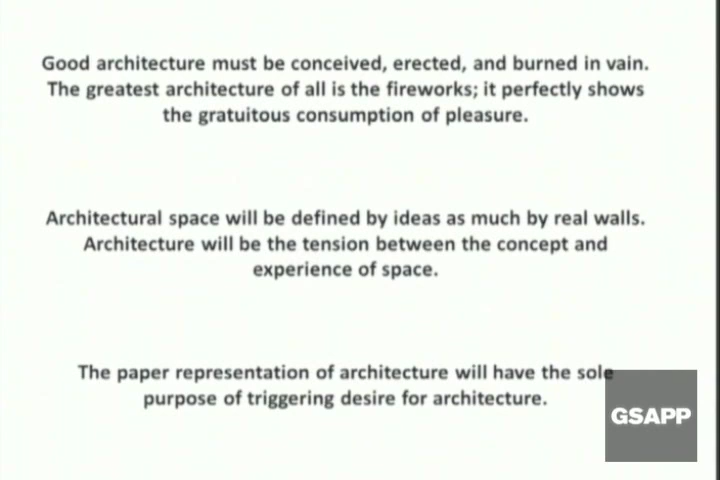 Good architecture must be conceived, erected, and burned in vain.
The greatest architecture of all is the fireworks; it perfectly shows
the gratuitous consumption of pleasure.
Architectural space will be defined by ideas as much by real walls.
Architecture will be the tension between the concept and
experience of space.
The paper representation of architecture will have the sole
purpose of triggering desire for architecture.
GSAPP